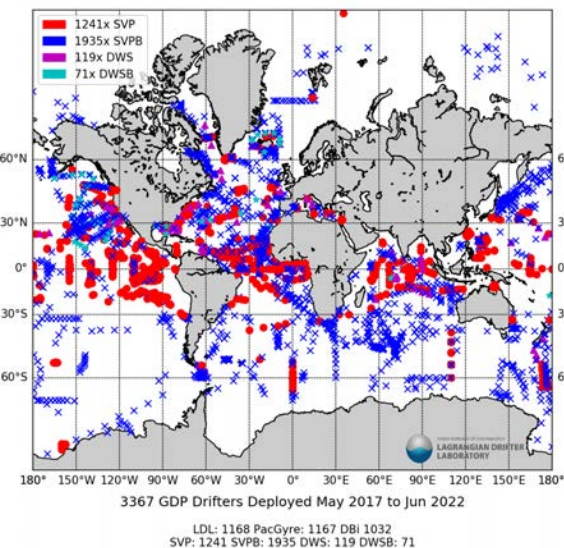 1241x SVP
1935x SVPB
119x DWS
71x DWSB
60°N
30°N
0°
30°S
60°S
6
3
0°
3
6
LAGRANGIAN DRIFTER
LABORATORY
180° 150°W 120°W 90°W 60°W 30°W 0° 30°E 60°E 90°E 120°E 150°E 180°
3367 GDP Drifters Deployed May 2017 to Jun 2022
LDL: 1168 PacGyre: 1167 DBi 1032
SVP: 1241 SVPB: 1935 DWS: 119 DWSB: 71